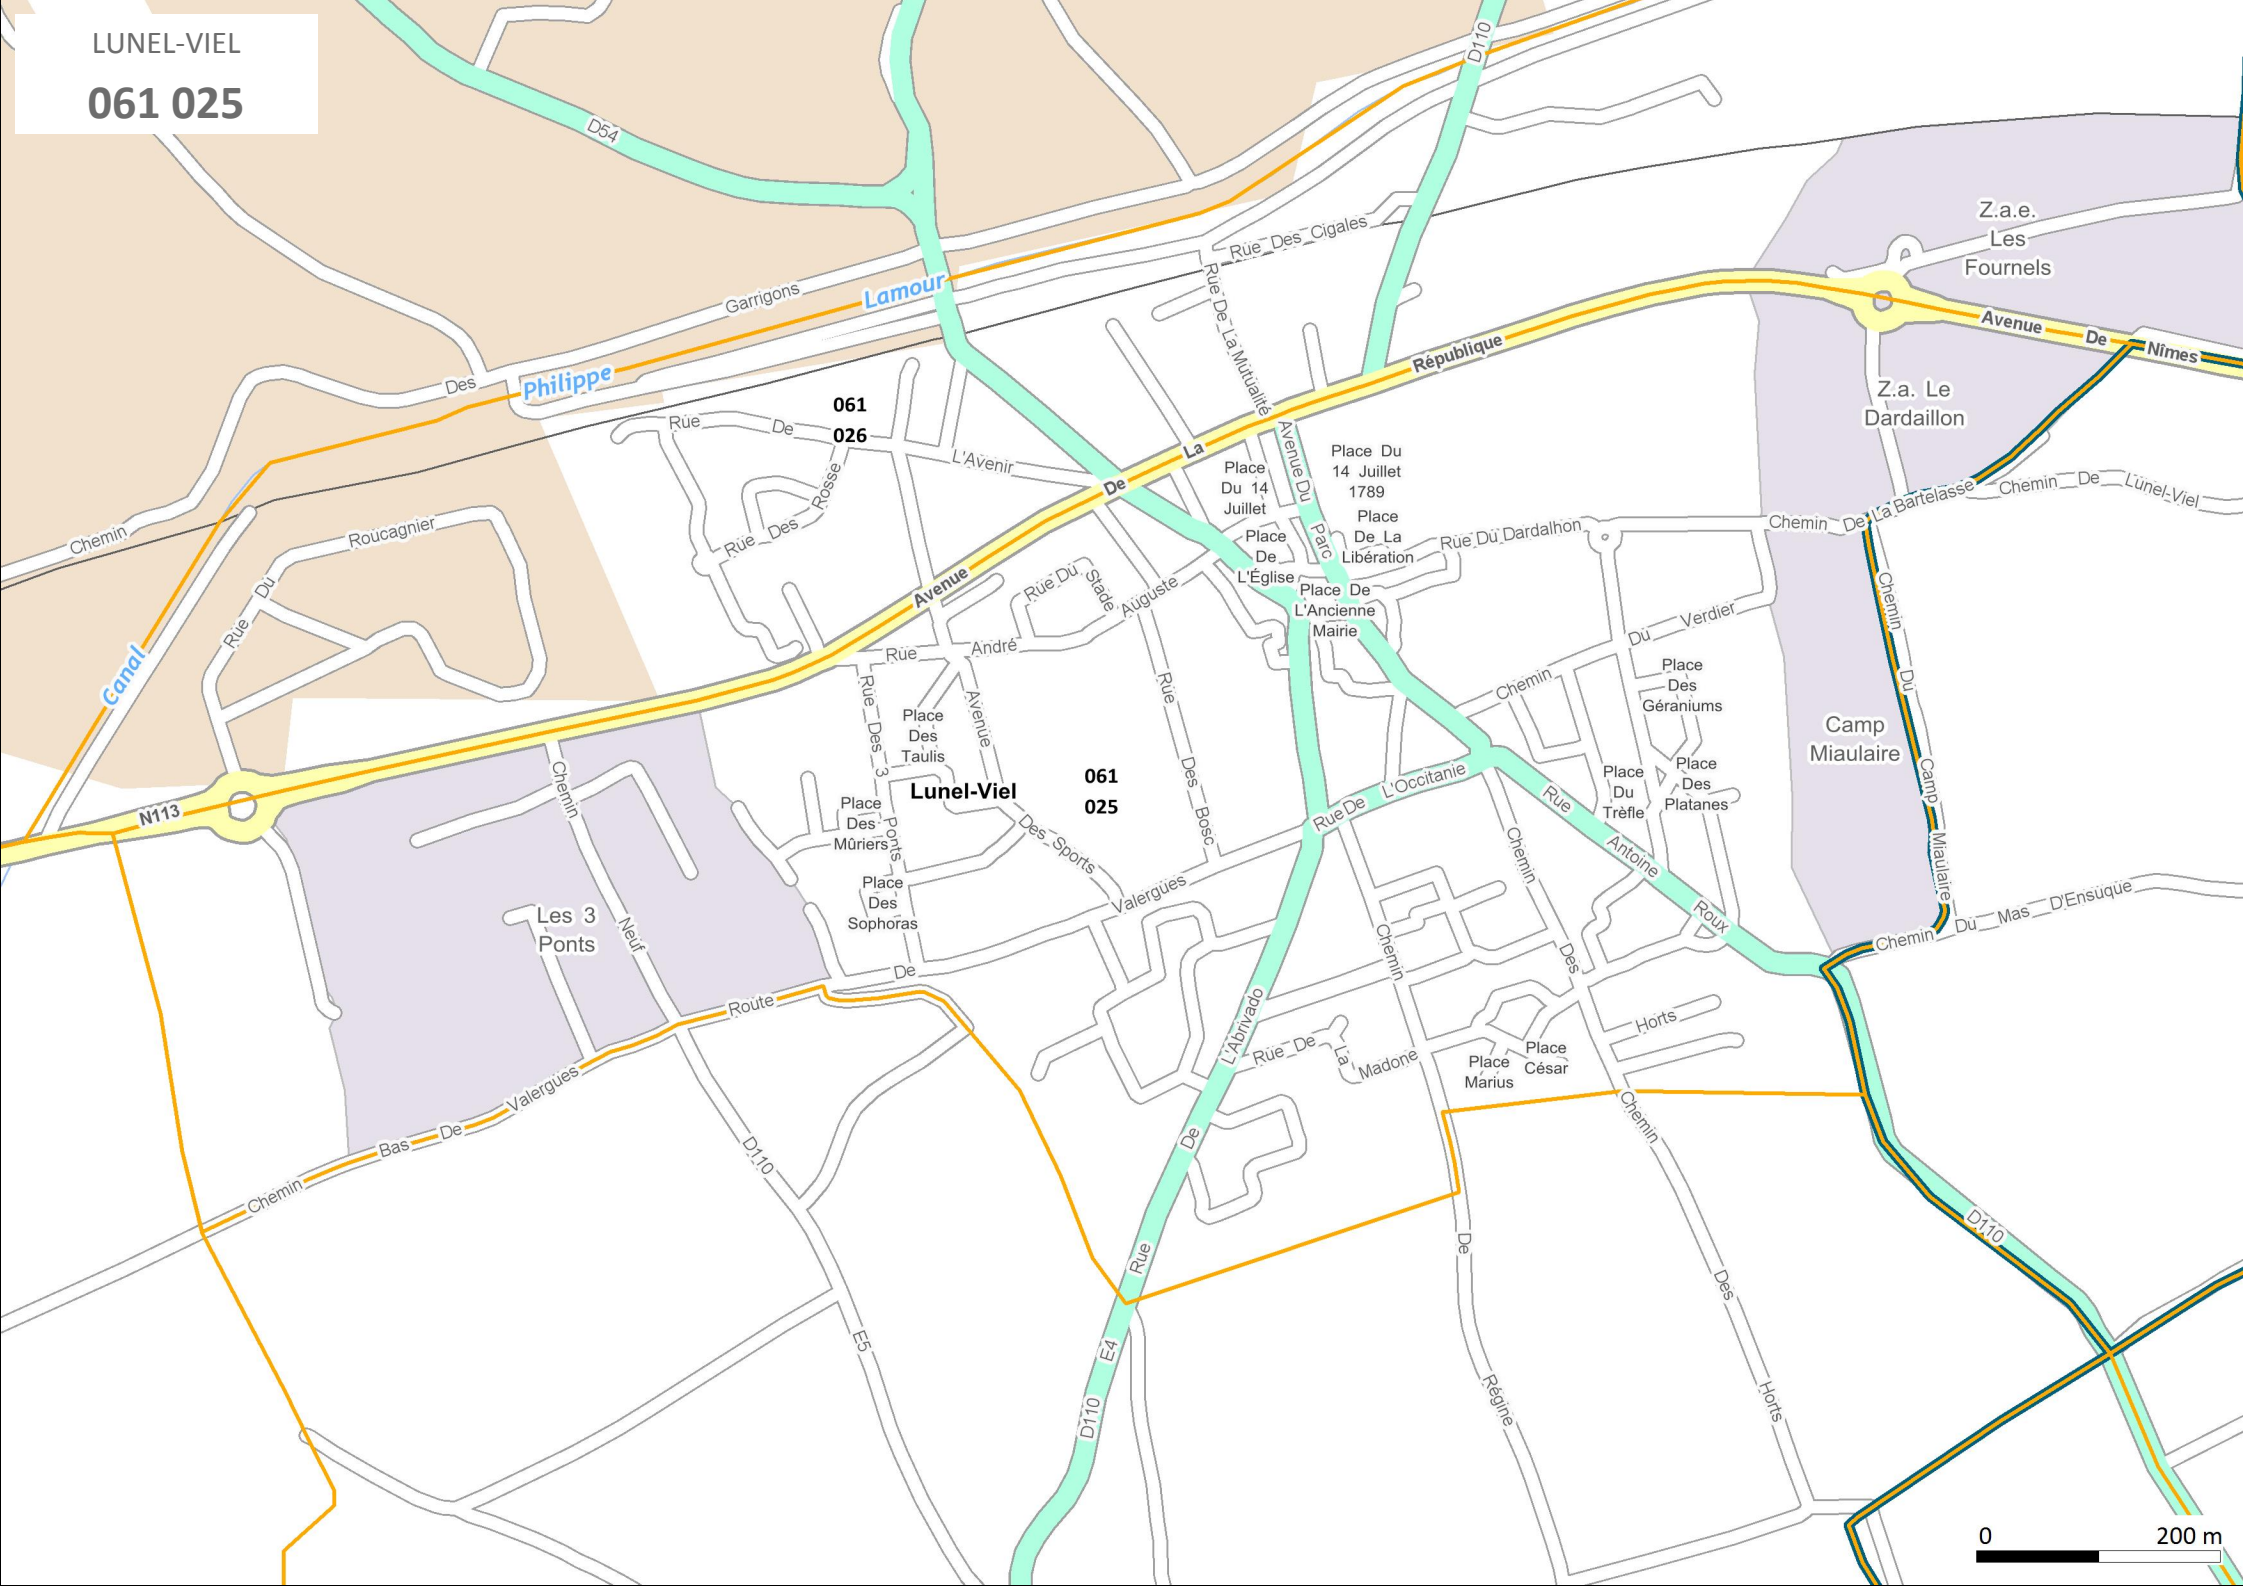 LUNEL-VIEL
061 025
D110
D54
Z.a.e.
Les
Fournels
Rue Des Cigales
Garrigons
Des
Chemin
Canal
Philippe
Lamour
Rue De La Mutualité
Avenue De Nîmes
Avenue De La République
Z.a. Le
Dardaillon
061
026
Rue De L'Avenir
Rue Des Rosse
Place
Du 14
Juillet
Place Du
14 Juillet
1789
Avenue Du Parc
Place
De La
Libération
Place
De
L'Église
Place De
L'Ancienne
Mairie
Rue Du Dardalhon
Chemin De La Bartelasse
Chemin De Lunel-Viel
Rue Du Roucagnier
Rue Du Stade
Rue André Auguste
Chemin Du Verdier
Chemin Du Camp Miaulaire
Place
Des
Géraniums
Camp
Miaulaire
Rue Des 3 Ponts
Place
Des
Taulis
Avenue Des Sports
Rue Des Bosc
Lunel-Viel
061
025
Rue De L'Occitanie
Place
Du
Trèfle
Place
Des
Platanes
N113
Chemin Neuf
Place
Des
Mûriers
Place
Des
Sophoras
Les 3
Ponts
Rue Antoine Roux
Chemin Du Mas D'Ensuque
Route De Valergues
Chemin Bas De Valergues
Chemin De Régine
Chemin Des Horts
Horts
Rue De La Madone
Place
Marius
Place
César
Rue De L'Abrivado
Chemin Des Horts
D110
E5
D110
E4
D110
0
200 m